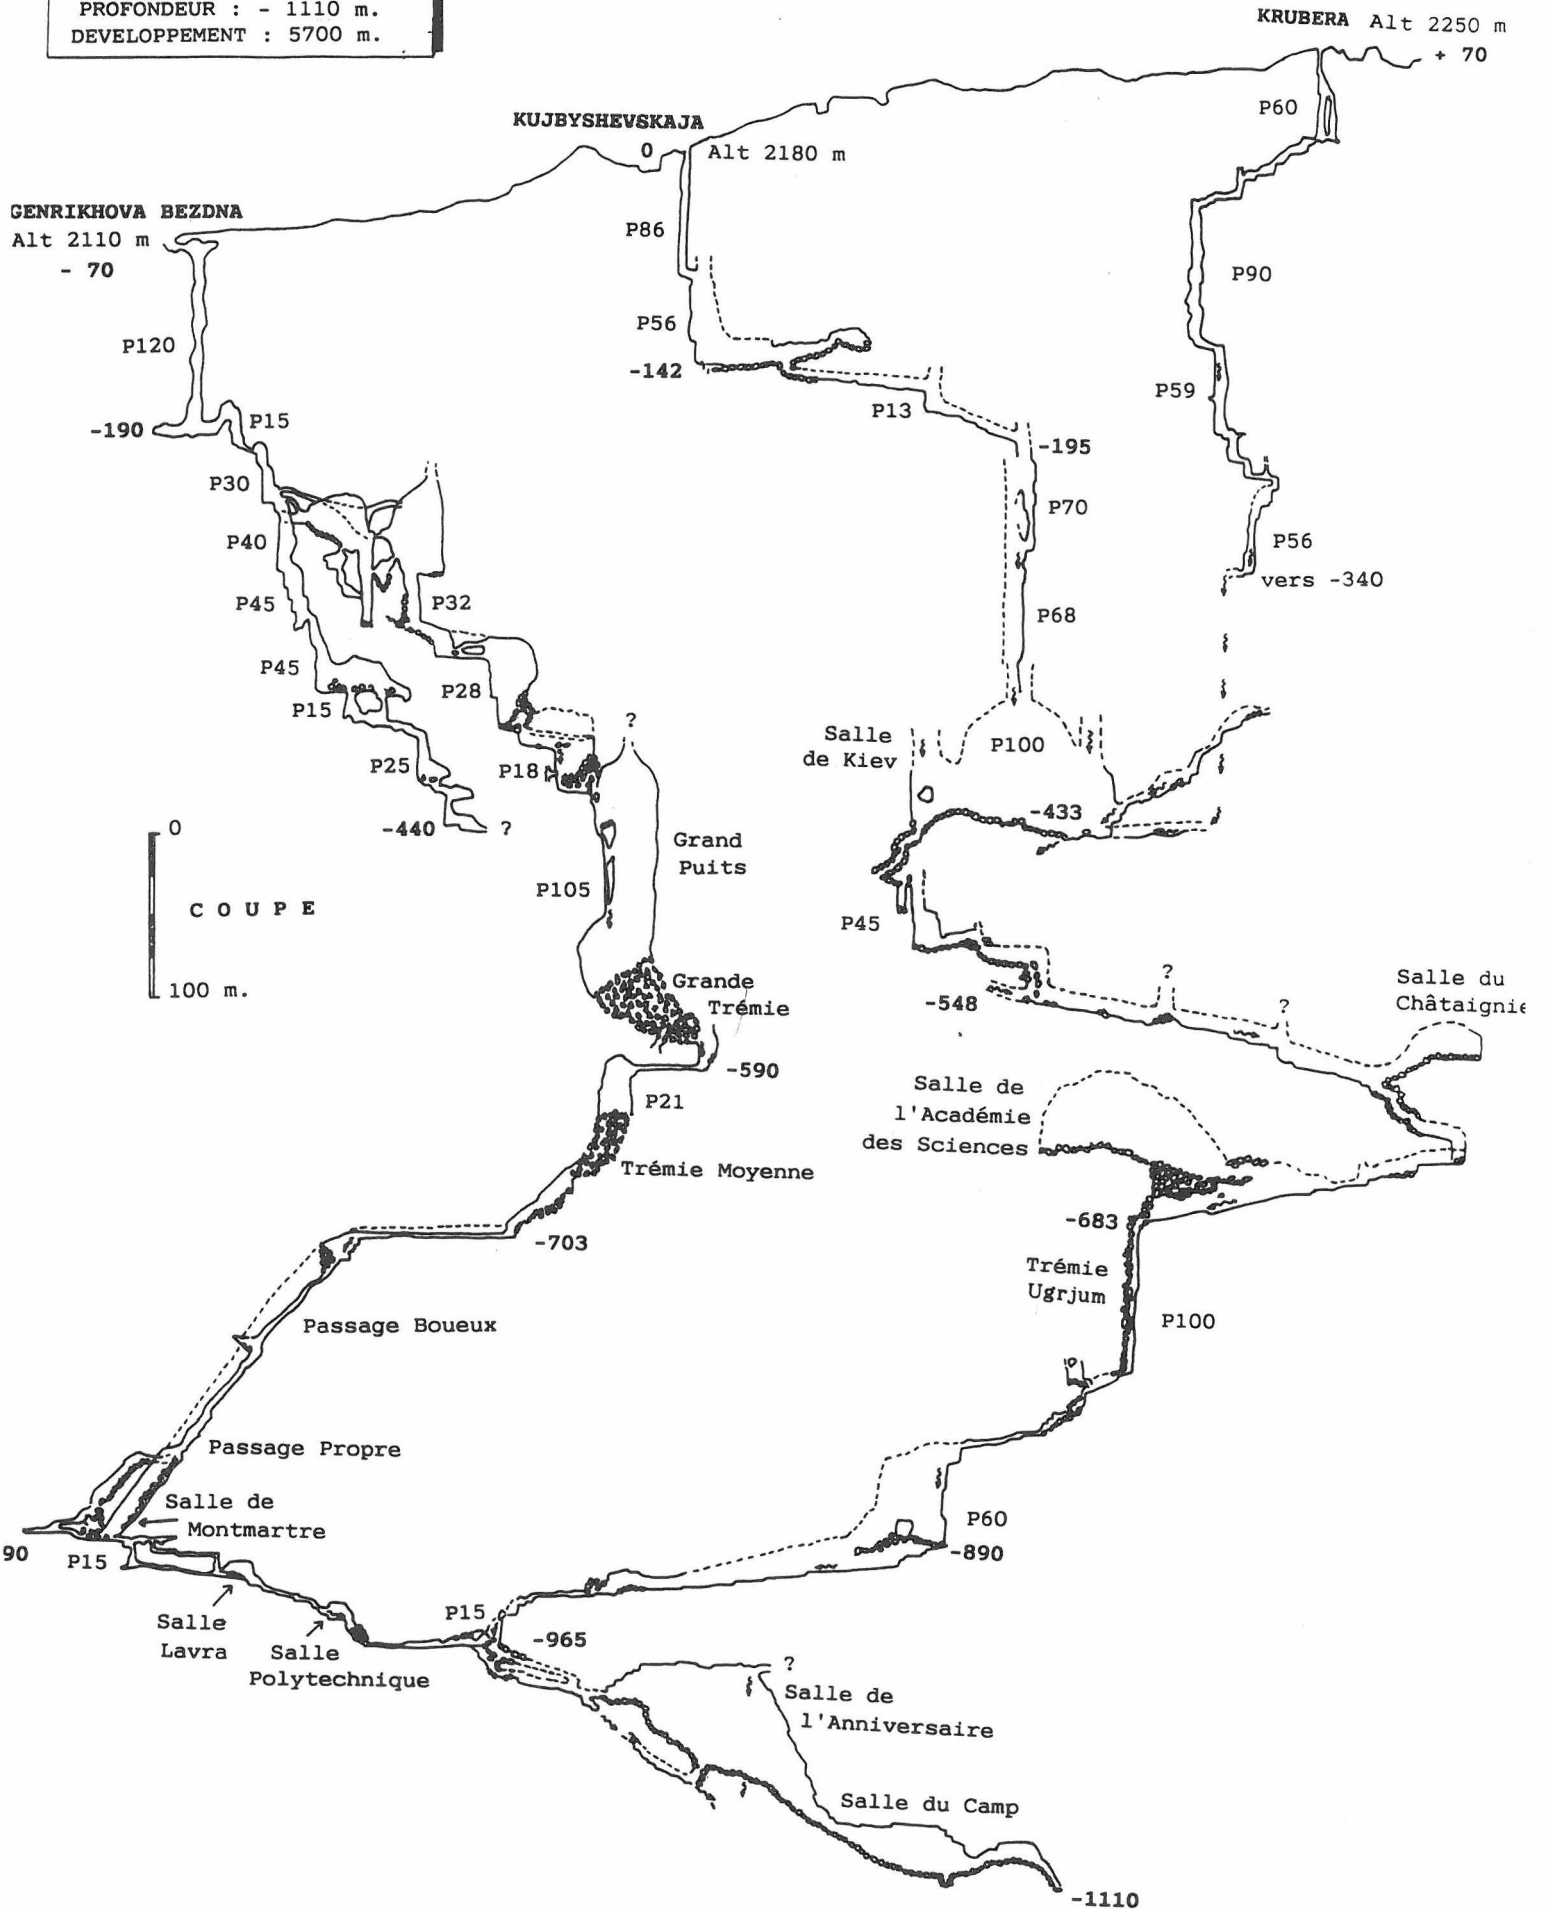 PROFONDEUR : - 1110 m.
DEVELOPPEMENT : 5700 m.
KRUBERA Alt 2250 m
+ 70
P60
KUJBYSHEVSKAJA
0
Alt 2180 m
GENRIKHOVA BEZDNA
Alt 2110 m
- 70
P86
P90
P120
P56
-142
P59
P13
-190
P15
-195
P30
P70
P40
P56
vers -340
P45
P32
P68
P45
P28
P15
?
Salle
de Kiev
P100
P25
P18
-433
0
-440
?
Grand
Puits
P105
COUPE
P45
100 m.
Grande
Trémie
-548
?
?
Salle du
Châtaignie
-590
Salle de
l'Académie
des Sciences
P21
Trémie Moyenne
-683
-703
Trémie
Ugrjum
P100
Passage Boueux
Passage Propre
Salle de
Montmartre
P60
90
P15
-890
Salle
Lavra
Salle
Polytechnique
P15
-965
?
Salle de
l'Anniversaire
Salle du Camp
-1110